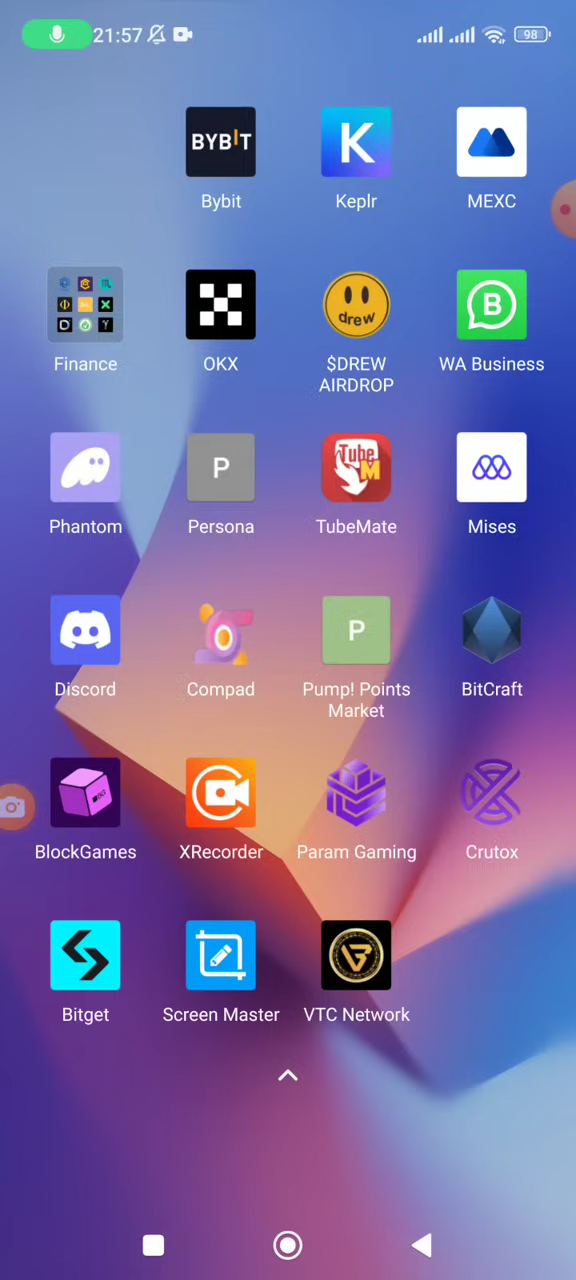 21:57
98
BYBIT
K
Bybit
Keplr
MEXC
drew
B
Finance
OKX
$DREW
AIRDROP
WA Business
P
Tube
M
Phantom
Persona
TubeMate
Mises
P
Discord
Compad
Pump! Points
Market
BitCraft
BlockGames
XRecorder
Param Gaming
Crutox
Bitget
Screen Master
VTC Network